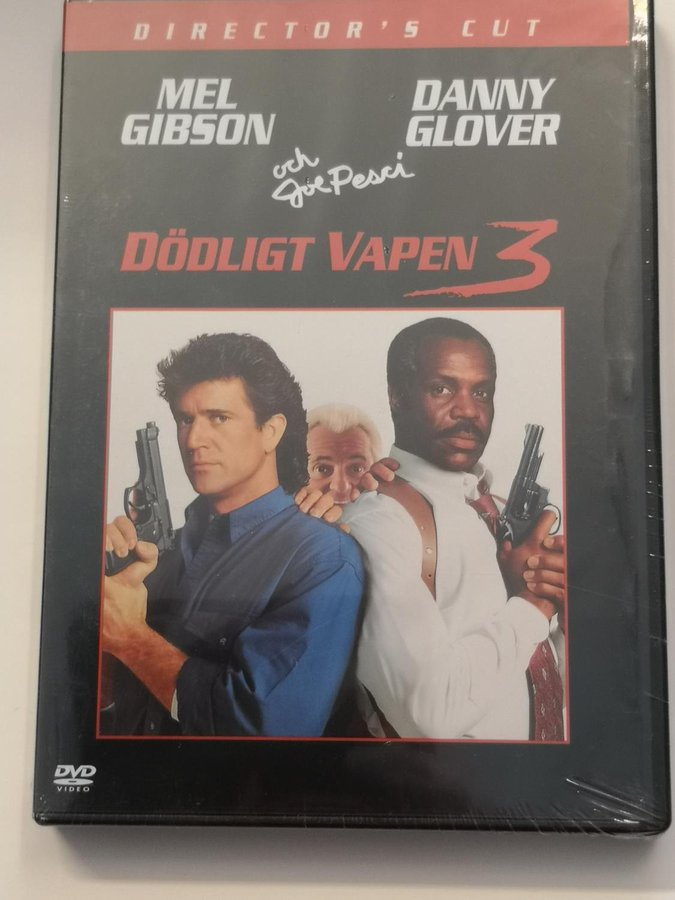 DIRECTOR'S CUT
MEL
GIBSON
DANNY
GLOVER
och
Joe Pesci
DÖDLIGT VAPEN 3
DVD
VIDEO